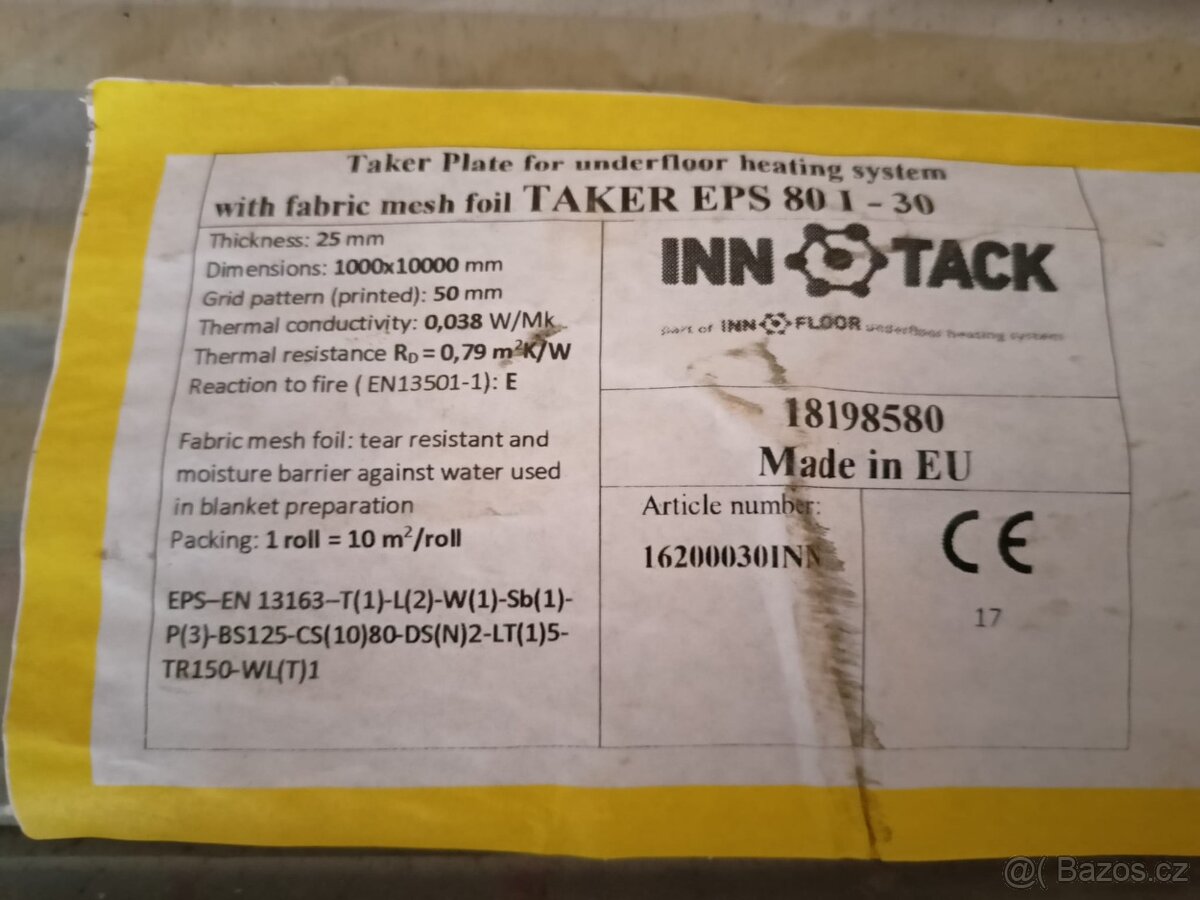 Taker Plate for underfloor heating system
with fabric mesh foil TAKER EPS 80 I - 30
Thickness: 25 mm
Dimensions: 1000x10000 mm
Grid pattern (printed): 50 mm
Thermal conductivity: 0,038 W/Mk
Thermal resistance RD = 0,79 m²K/W
Reaction to fire ( EN13501-1): E
Fabric mesh foil: tear resistant and
moisture barrier against water used
in blanket preparation
Packing: 1 roll = 10 m²/roll
EPS–EN 13163–T(1)-L(2)-W(1)-Sb(1)-
P(3)-BS125-CS(10)80-DS(N)2-LT(1)5-
TR150-WL(T)1
INN TACK
part of INN FLOOR underfloor heating systems
18198580
Made in EU
Article number:
16200030INN
CE
17
@( Bazos.cz